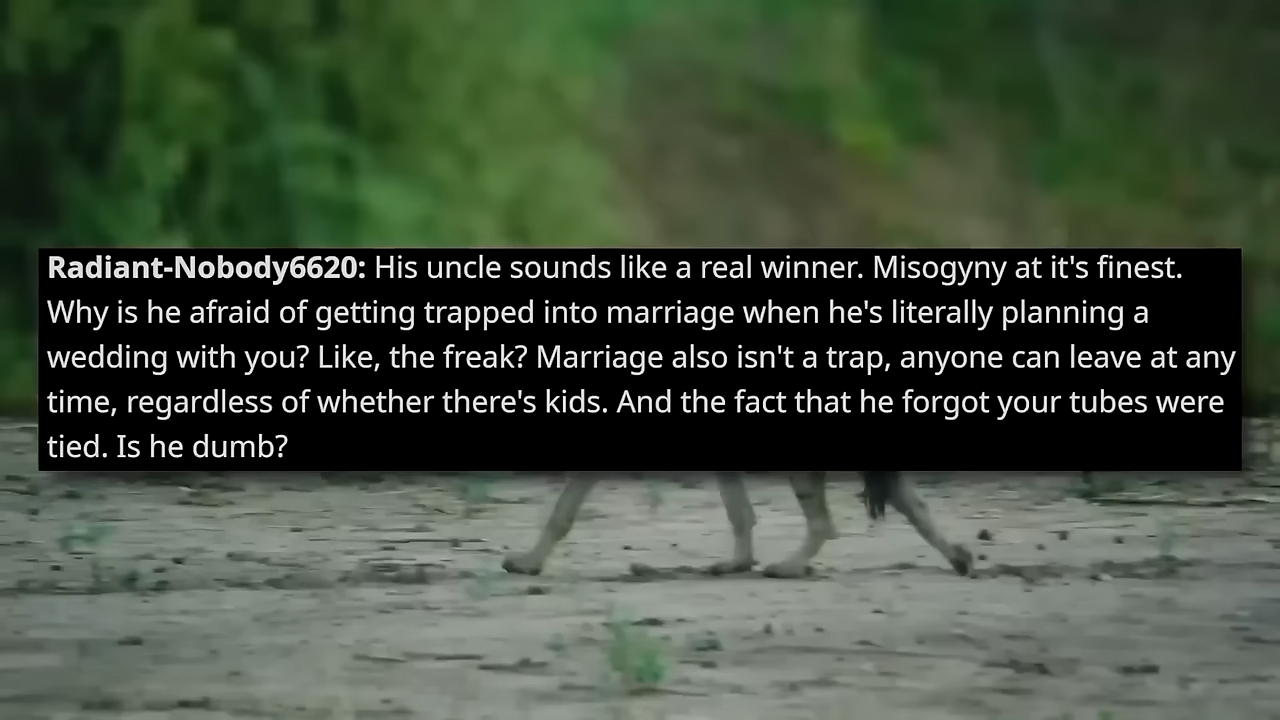 Radiant-Nobody6620: His uncle sounds like a real winner. Misogyny at it's finest.
Why is he afraid of getting trapped into marriage when he's literally planning a
wedding with you? Like, the freak? Marriage also isn't a trap, anyone can leave at any
time, regardless of whether there's kids. And the fact that he forgot your tubes were
tied. Is he dumb?